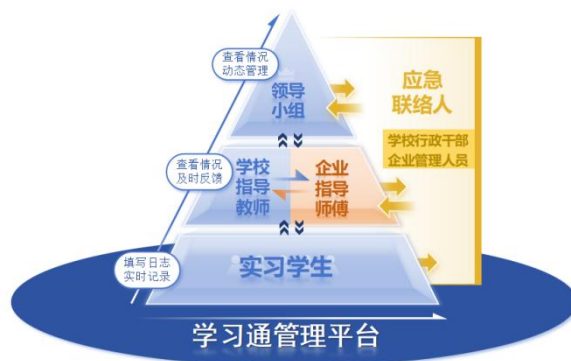 查看情况
动态管理
领导
小组
应急
联络人
学校行政干部
企业管理人员
查看情况
及时反馈
学校
指导
教师
企业
指导
师傅
填写日志
实时记录
实习学生
学习通管理平台